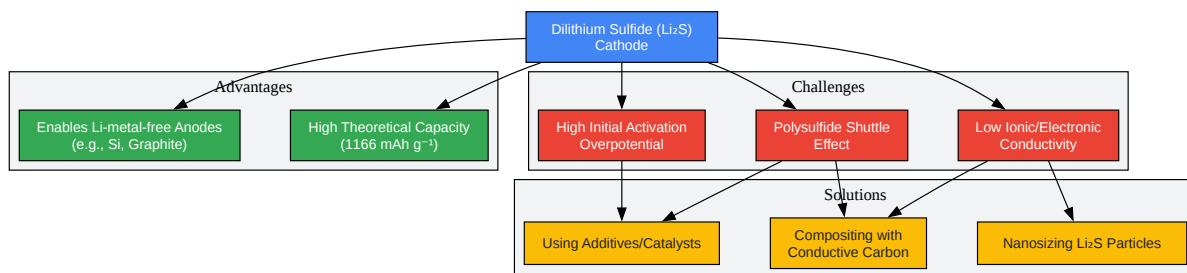 Dilithium Sulfide (Li₂S)
Cathode
Advantages
Challenges
Enables Li-metal-free Anodes
(e.g., Si, Graphite)
High Theoretical Capacity
(1166 mAh g⁻¹)
High Initial Activation
Overpotential
Polysulfide Shuttle
Effect
Low Ionic/Electronic
Conductivity
Solutions
Using Additives/Catalysts
Compositing with
Conductive Carbon
Nanosizing Li₂S Particles